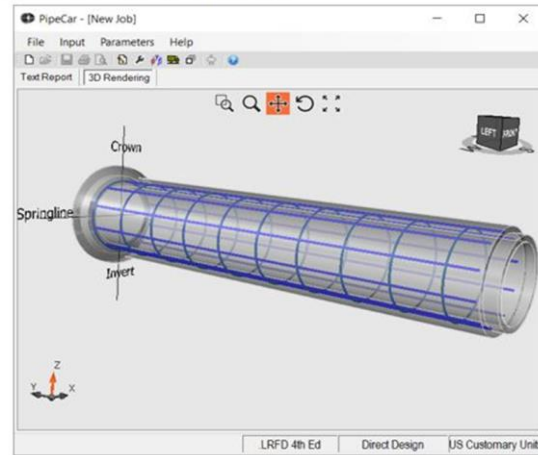 PipeCar - [New Job]
File Input Parameters Help
Text Report 3D Rendering
LEFT FRONT
Crown
Springline
Invert
Z
Y X
LRFD 4th Ed Direct Design US Customary Unit